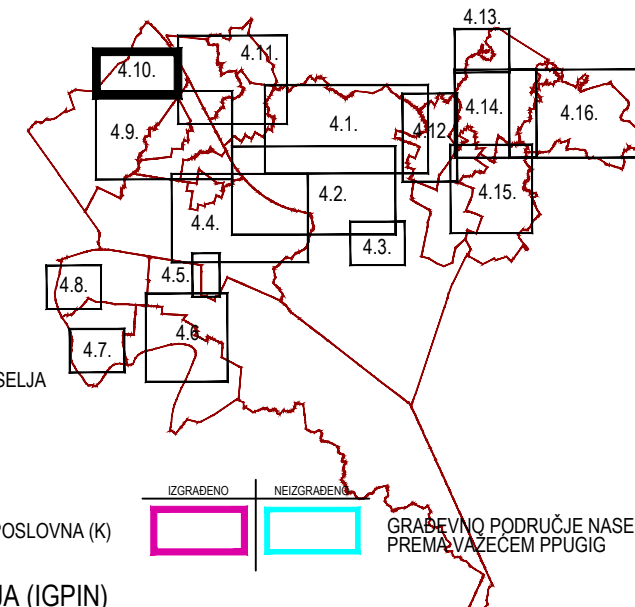 4.13.
4.11.
4.10.
4.14.
4.16.
4.1.
4.12.
4.9.
4.2.
4.15.
4.4.
4.3.
4.5.
4.8.
4.6.
4.7.
SELJA
IZGRAĐENO
NEIZGRAĐENO
POSLOVNA (K)
GRAĐEVNO PODRUČJE NASE
PREMA VAŽEĆEM PPUGIG
JA (IGPIN)